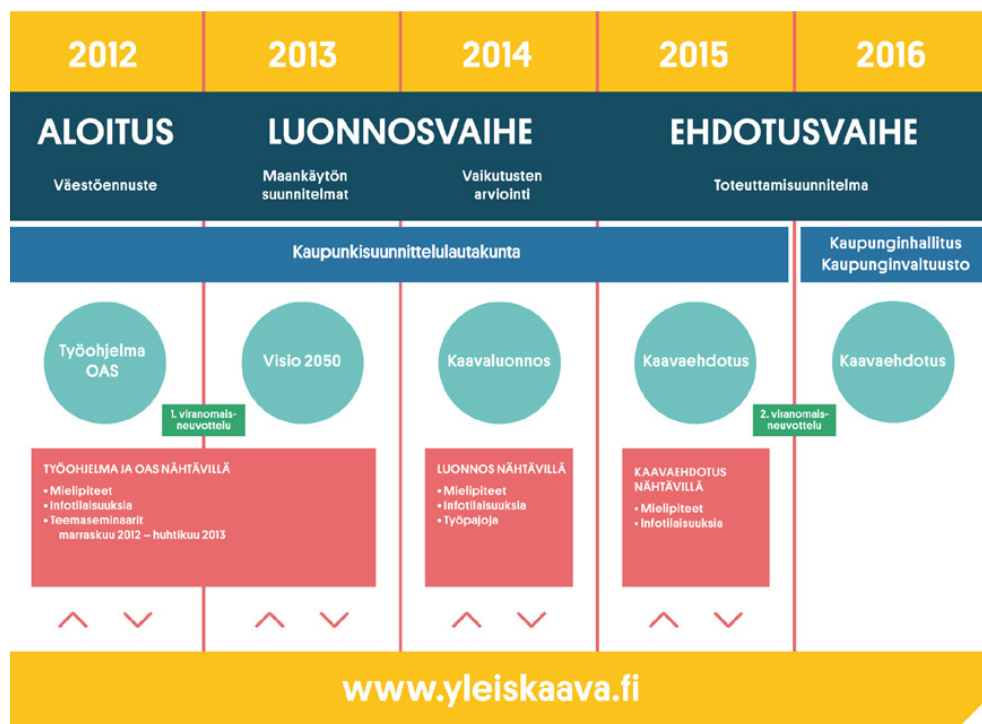 2012
2013
2014
2015
2016
ALOITUS
LUONNOSVAIHE
EHDOTUSVAIHE
Väestöennuste
Maankäytön
suunnitelmat
Vaikutusten
arviointi
Toteuttamisuunnitelma
Kaupunkisuunnittelulautakunta
Kaupunginhallitus
Kaupunginvaltuusto
Työohjelma
OAS
Visio 2050
Kaavaluonnos
Kaavaehdotus
Kaavaehdotus
1. viranomais-
neuvottelu
2. viranomais-
neuvottelu
TYÖOHJELMA JA OAS NÄHTÄVILLÄ
• Mielipiteet
• Infotilaisuuksia
• Teemaseminaarit
marraskuu 2012 – huhtikuu 2013
LUONNOS NÄHTÄVILLÄ
• Mielipiteet
• Infotilaisuuksia
• Työpajoja
KAAVAEHDOTUS
NÄHTÄVILLÄ
• Mielipiteet
• Infotilaisuuksia
www.yleiskaava.fi